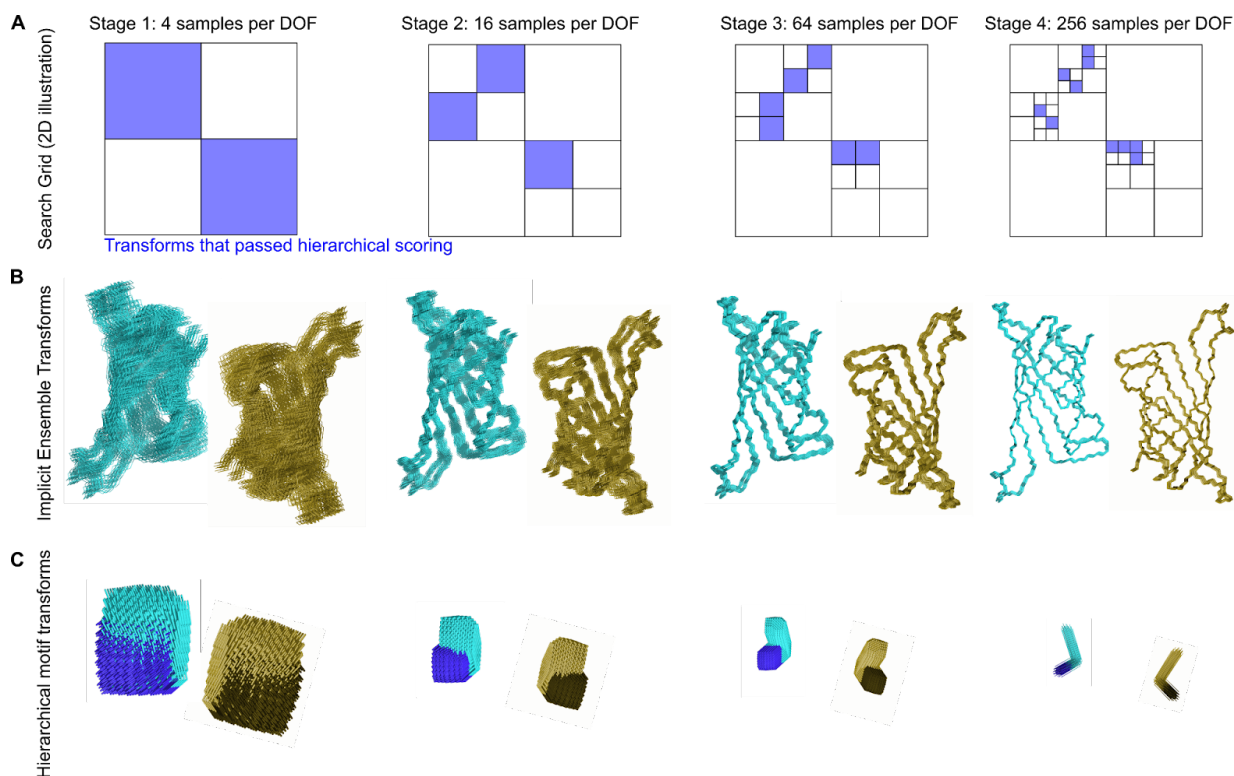 A
Stage 1: 4 samples per DOF
Stage 2: 16 samples per DOF
Stage 3: 64 samples per DOF
Stage 4: 256 samples per DOF
Search Grid (2D illustration)
Transforms that passed hierarchical scoring
B
Implicit Ensemble Transforms
C
Hierarchical motif transforms